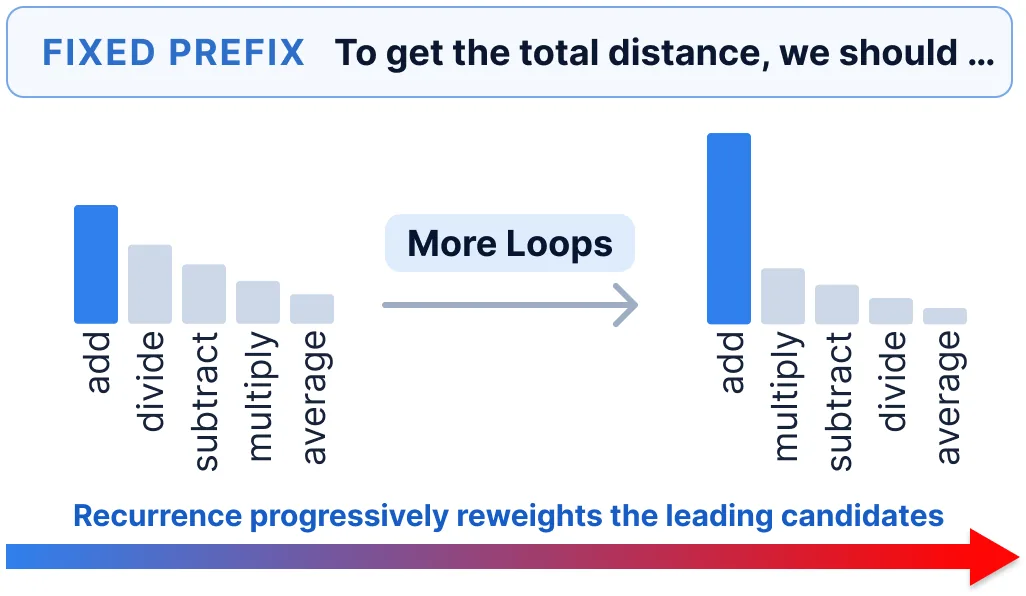 FIXED PREFIX To get the total distance, we should ...
More Loops
add
divide
subtract
multiply
average
add
multiply
subtract
divide
average
Recurrence progressively reweights the leading candidates